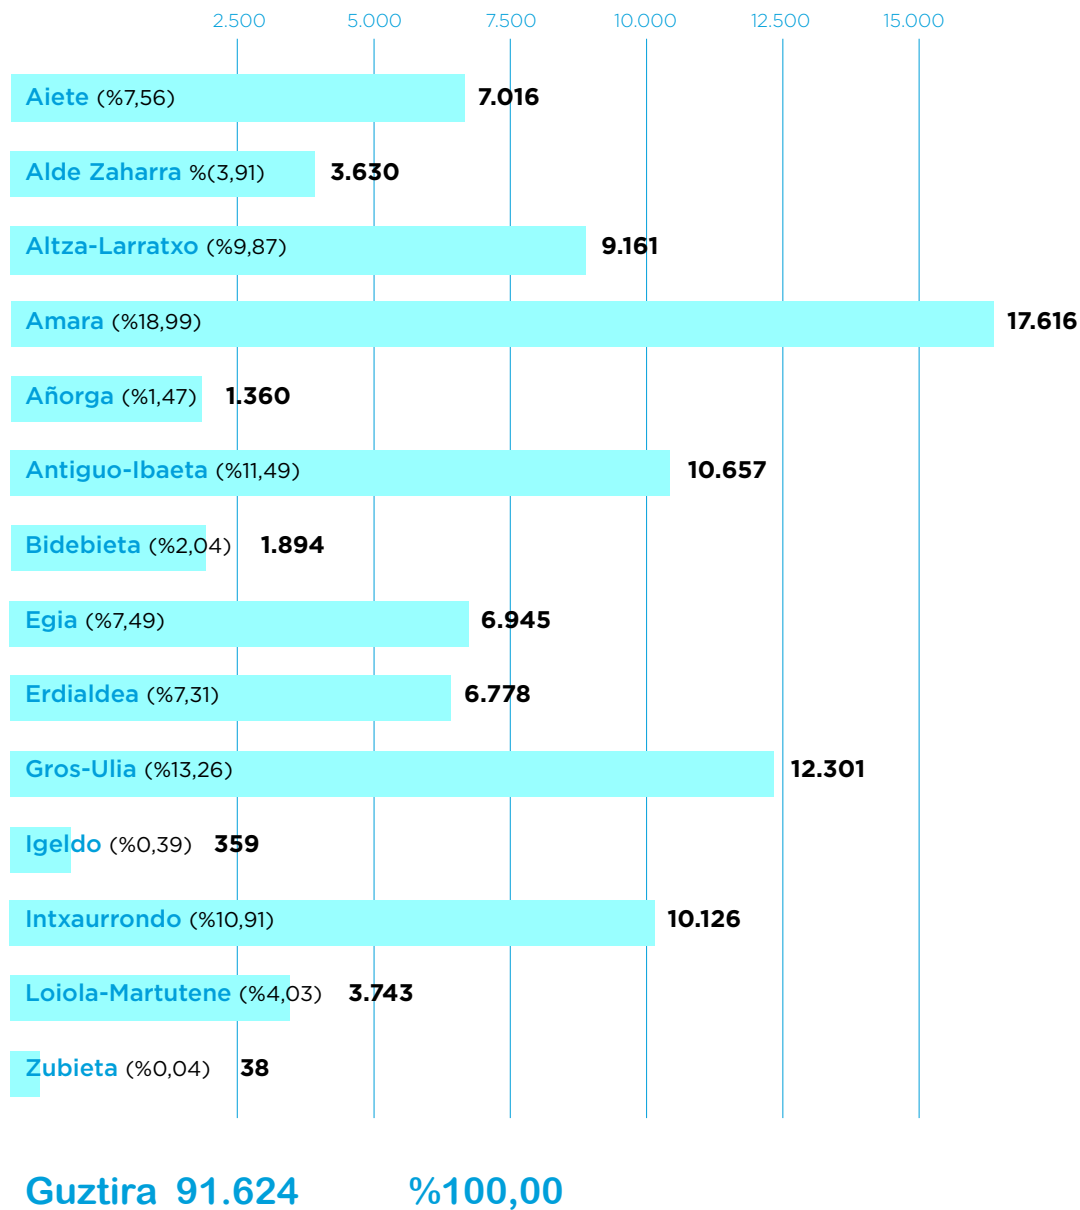 2.500 5.000 7.500 10.000 12.500 15.000
Aiete (%7,56) 7.016
Alde Zaharra %(3,91) 3.630
Altza-Larratxo (%9,87) 9.161
Amara (%18,99) 17.616
Añorga (%1,47) 1.360
Antiguo-Ibaeta (%11,49) 10.657
Bidebieta (%2,04) 1.894
Egia (%7,49) 6.945
Erdialdea (%7,31) 6.778
Gros-Ulia (%13,26) 12.301
Igeldo (%0,39) 359
Intxaurrondo (%10,91) 10.126
Loiola-Martutene (%4,03) 3.743
Zubieta (%0,04) 38
Guztira 91.624 %100,00